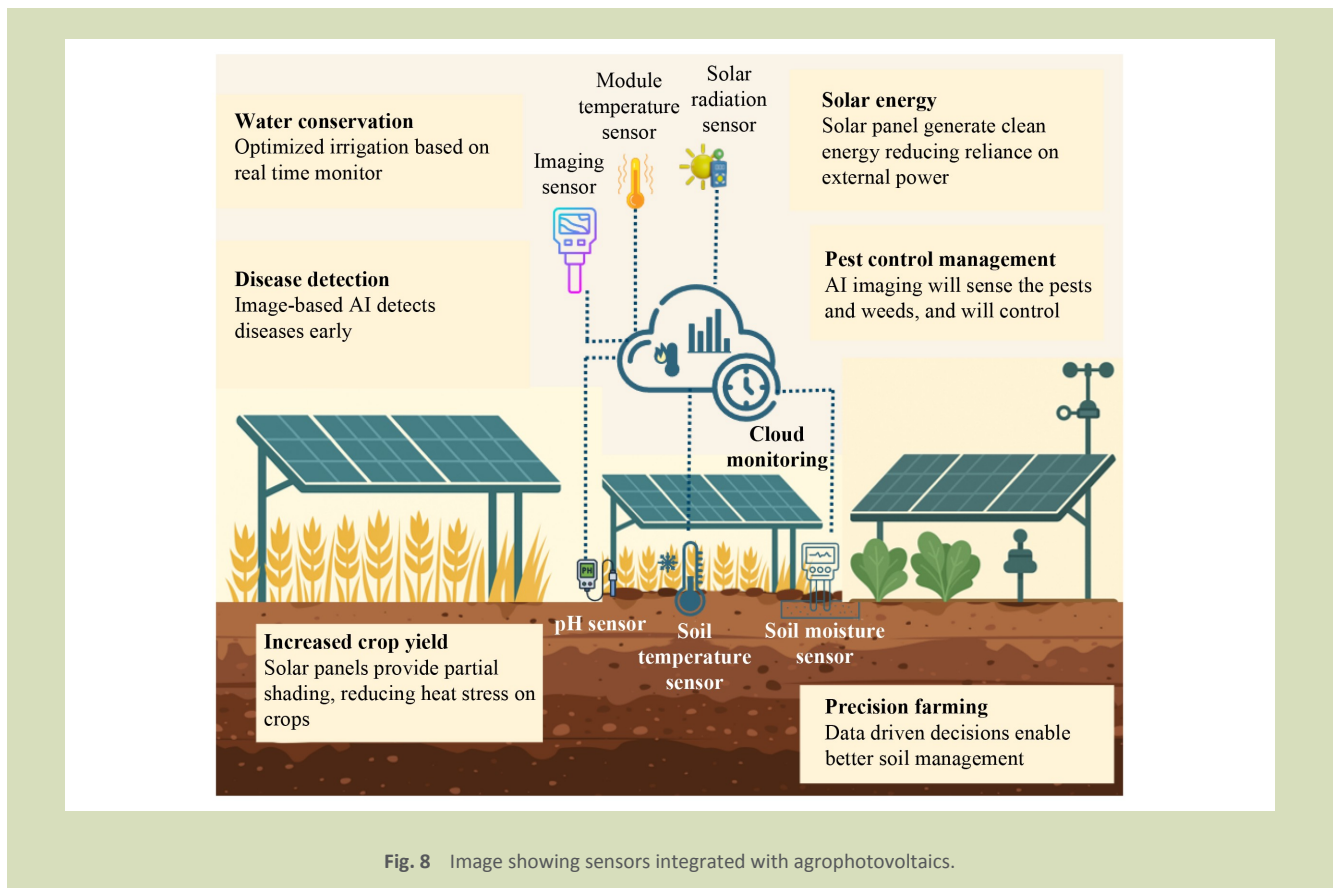 Water conservation
Optimized irrigation based on
real time monitor
Disease detection
Image-based AI detects
diseases early
Imaging
sensor
Module
temperature
sensor
Solar
radiation
sensor
Solar energy
Solar panel generate clean
energy reducing reliance on
external power
Pest control management
AI imaging will sense the pests
and weeds, and will control
Cloud
monitoring
PH
pH sensor
Soil
temperature
sensor
Soil moisture
sensor
Increased crop yield
Solar panels provide partial
shading, reducing heat stress on
crops
Precision farming
Data driven decisions enable
better soil management
Fig. 8 Image showing sensors integrated with agrophotovoltaics.